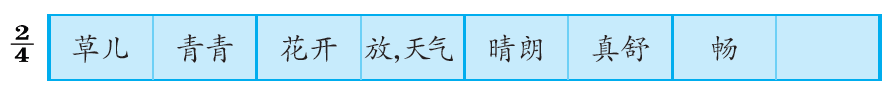 2/4 草儿 青青 花开 放,天气 晴朗 真舒 畅